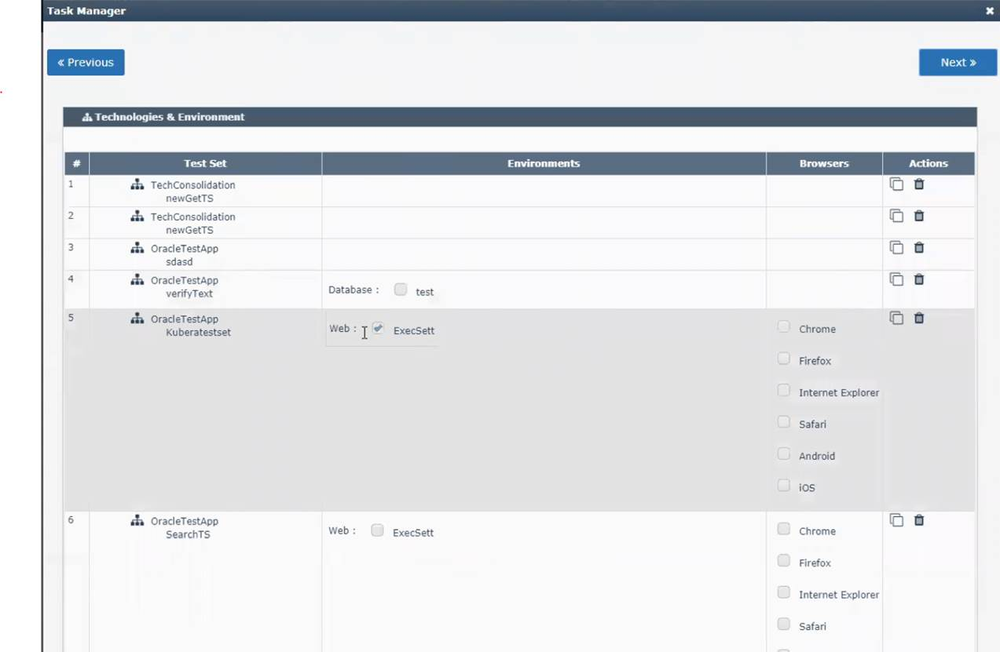 Task Manager ×
« Previous Next »
Technologies & Environment
# Test Set Environments Browsers Actions
1 TechConsolidation
newGetTS
2 TechConsolidation
newGetTS
3 OracleTestApp
sdasd
4 OracleTestApp
verifyText
Database : test
5 OracleTestApp
Kuberatestset
Web : ExecSett
Chrome
Firefox
Internet Explorer
Safari
Android
iOS
6 OracleTestApp
SearchTS
Web : ExecSett
Chrome
Firefox
Internet Explorer
Safari